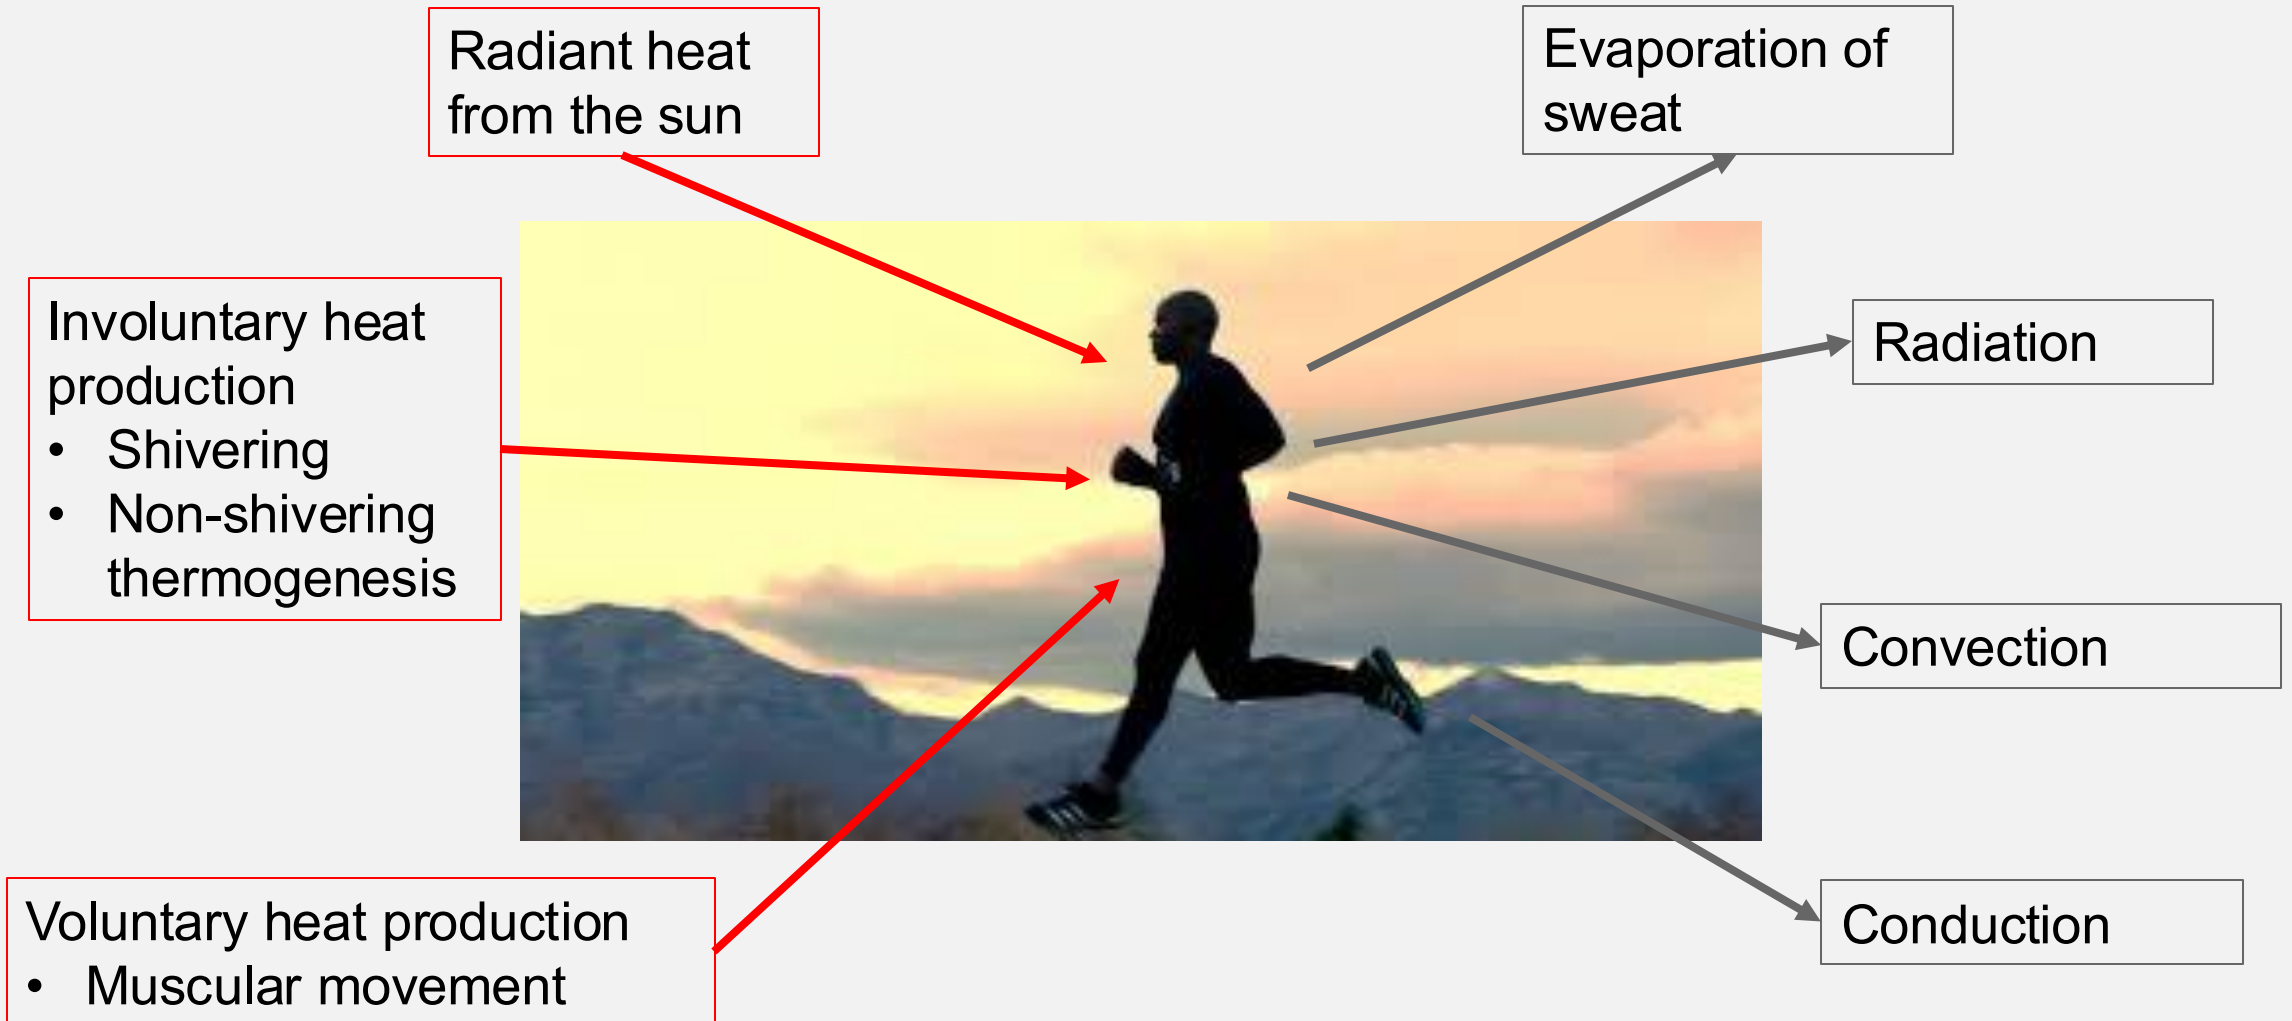 Radiant heat
from the sun
Evaporation of
sweat
Involuntary heat
production
• Shivering
• Non-shivering
thermogenesis
Radiation
Convection
Voluntary heat production
• Muscular movement
Conduction